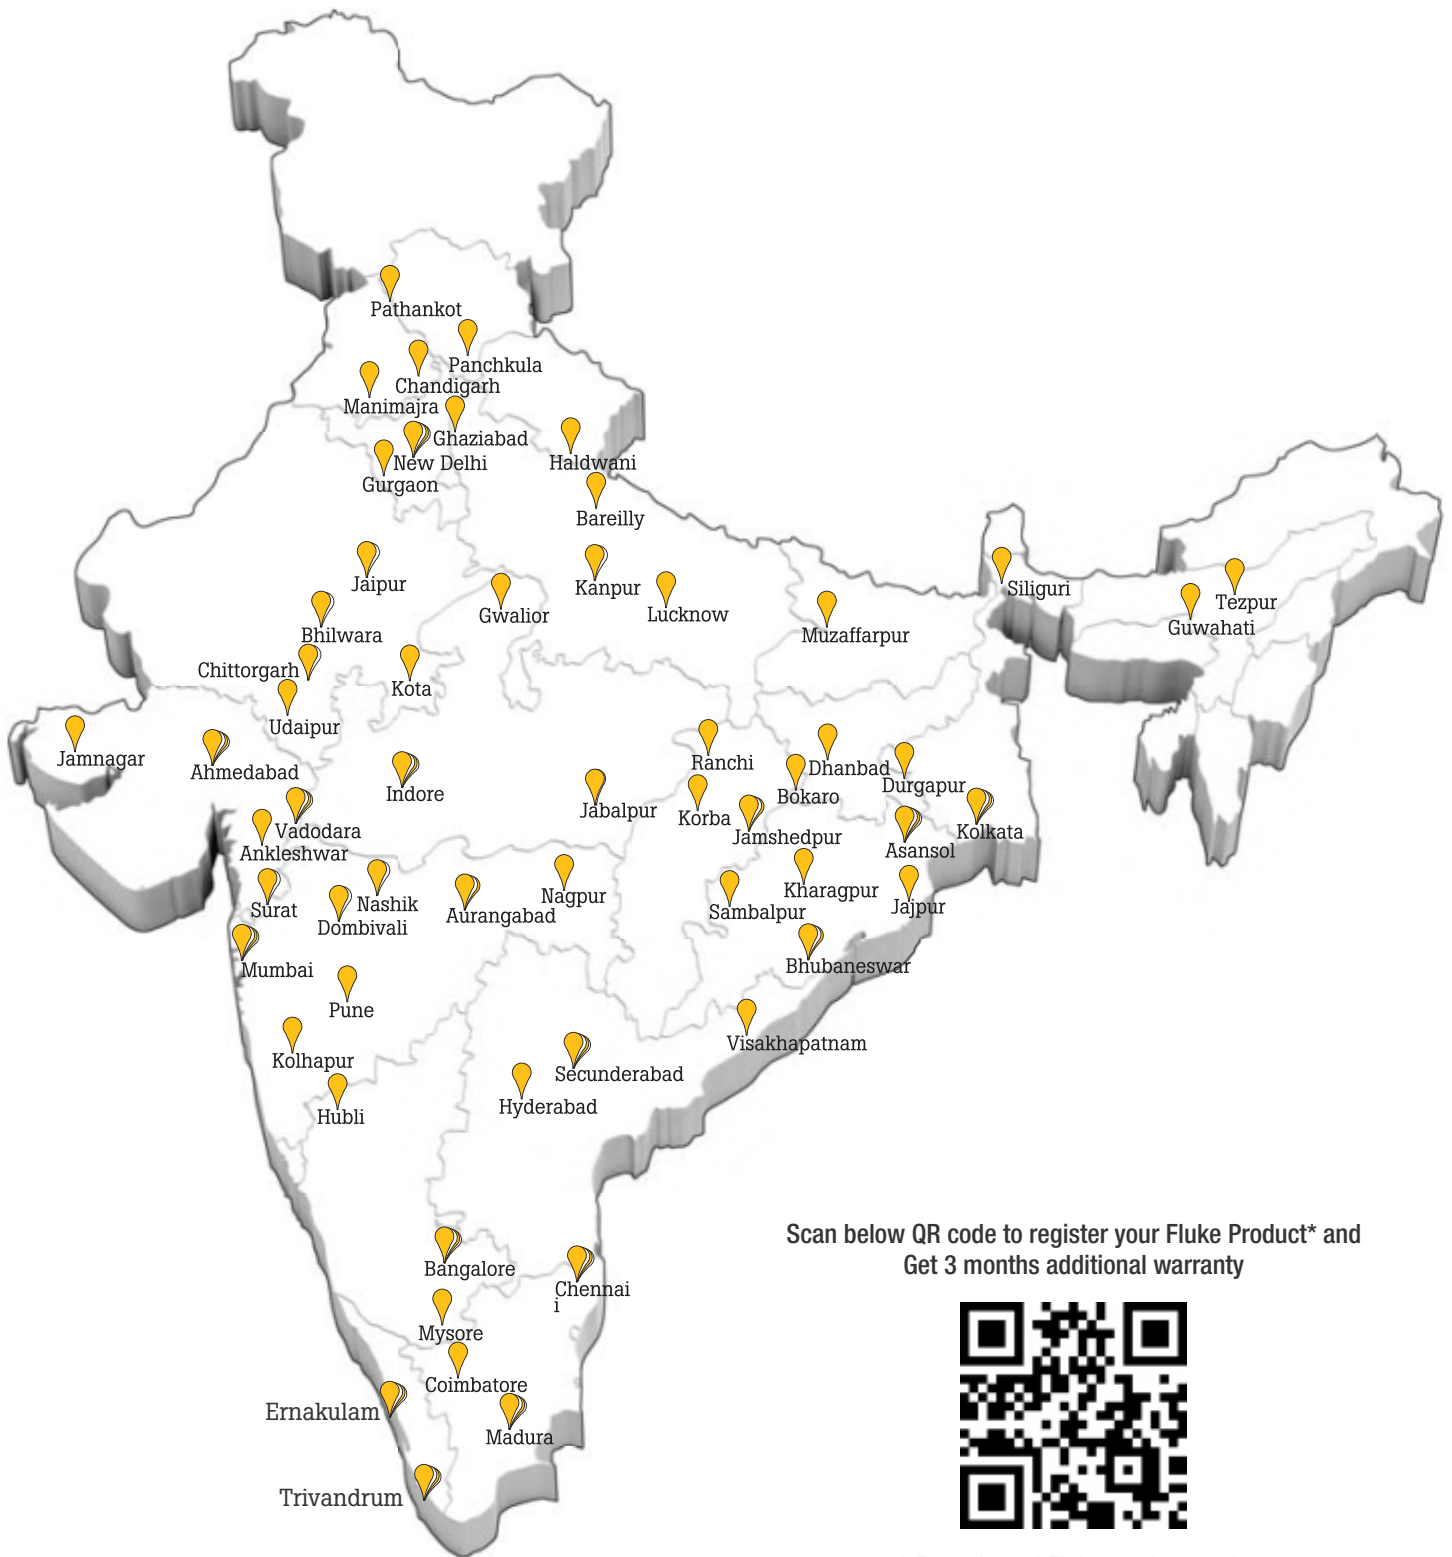 Pathankot
Panchkula
Chandigarh
Manimajra
Ghaziabad
New Delhi
Gurgaon
Haldwani
Bareilly
Jaipur
Kanpur
Gwalior
Lucknow
Siliguri
Tezpur
Guwahati
Bhilwara
Muzaffarpur
Chittorgarh
Kota
Udaipur
Jamnagar
Ahmedabad
Indore
Jabalpur
Ranchi
Dhanbad
Durgapur
Bokaro
Korba
Jamshedpur
Kolkata
Asansol
Vadodara
Ankleshwar
Surat
Nashik
Dombivali
Aurangabad
Nagpur
Kharagpur
Sambalpur
Jajpur
Mumbai
Bhubaneswar
Pune
Visakhapatnam
Kolhapur
Secunderabad
Hyderabad
Hubli
Bangalore
Chennai
i
Mysore
Coimbatore
Ernakulam
Madura
Trivandrum
Scan below QR code to register your Fluke Product* and
Get 3 months additional warranty